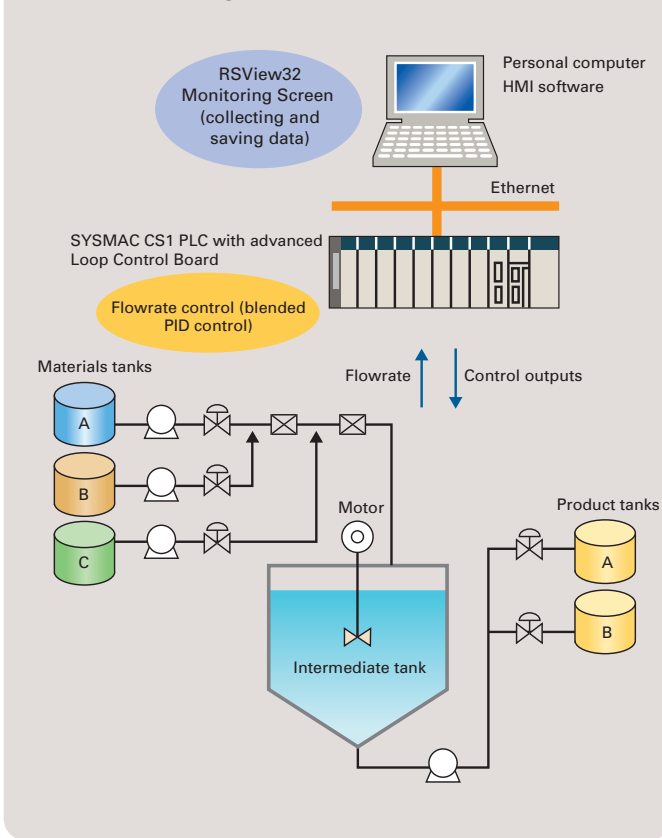 RSView32
Monitoring Screen
(collecting and
saving data)
Personal computer
HMI software
Ethernet
SYSMAC CS1 PLC with advanced
Loop Control Board
Flowrate control (blended
PID control)
Flowrate
Control outputs
Materials tanks
A
B
C
Motor
Intermediate tank
Product tanks
A
B